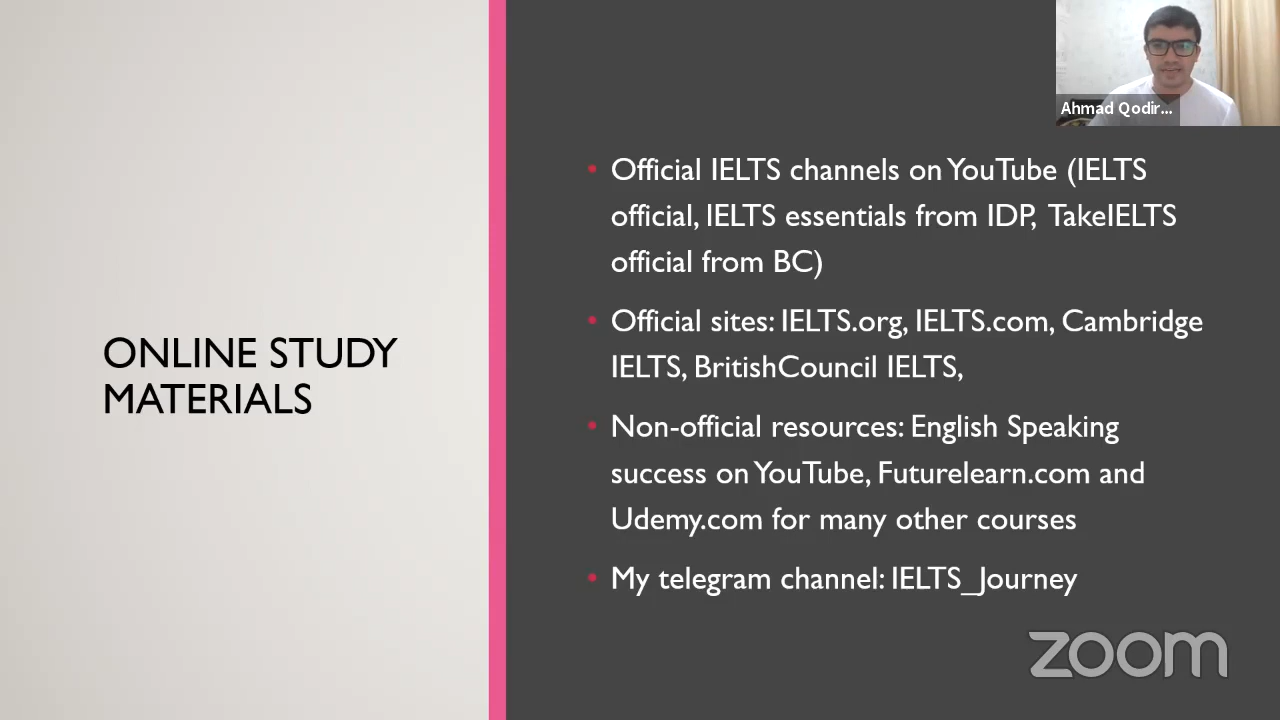 Ahmad Qodir...
ONLINE STUDY
MATERIALS
• Official IELTS channels on YouTube (IELTS
official, IELTS essentials from IDP, TakeIELTS
official from BC)
• Official sites: IELTS.org, IELTS.com, Cambridge
IELTS, BritishCouncil IELTS,
• Non-official resources: English Speaking
success on YouTube, Futurelearn.com and
Udemy.com for many other courses
• My telegram channel: IELTS_Journey
zoom